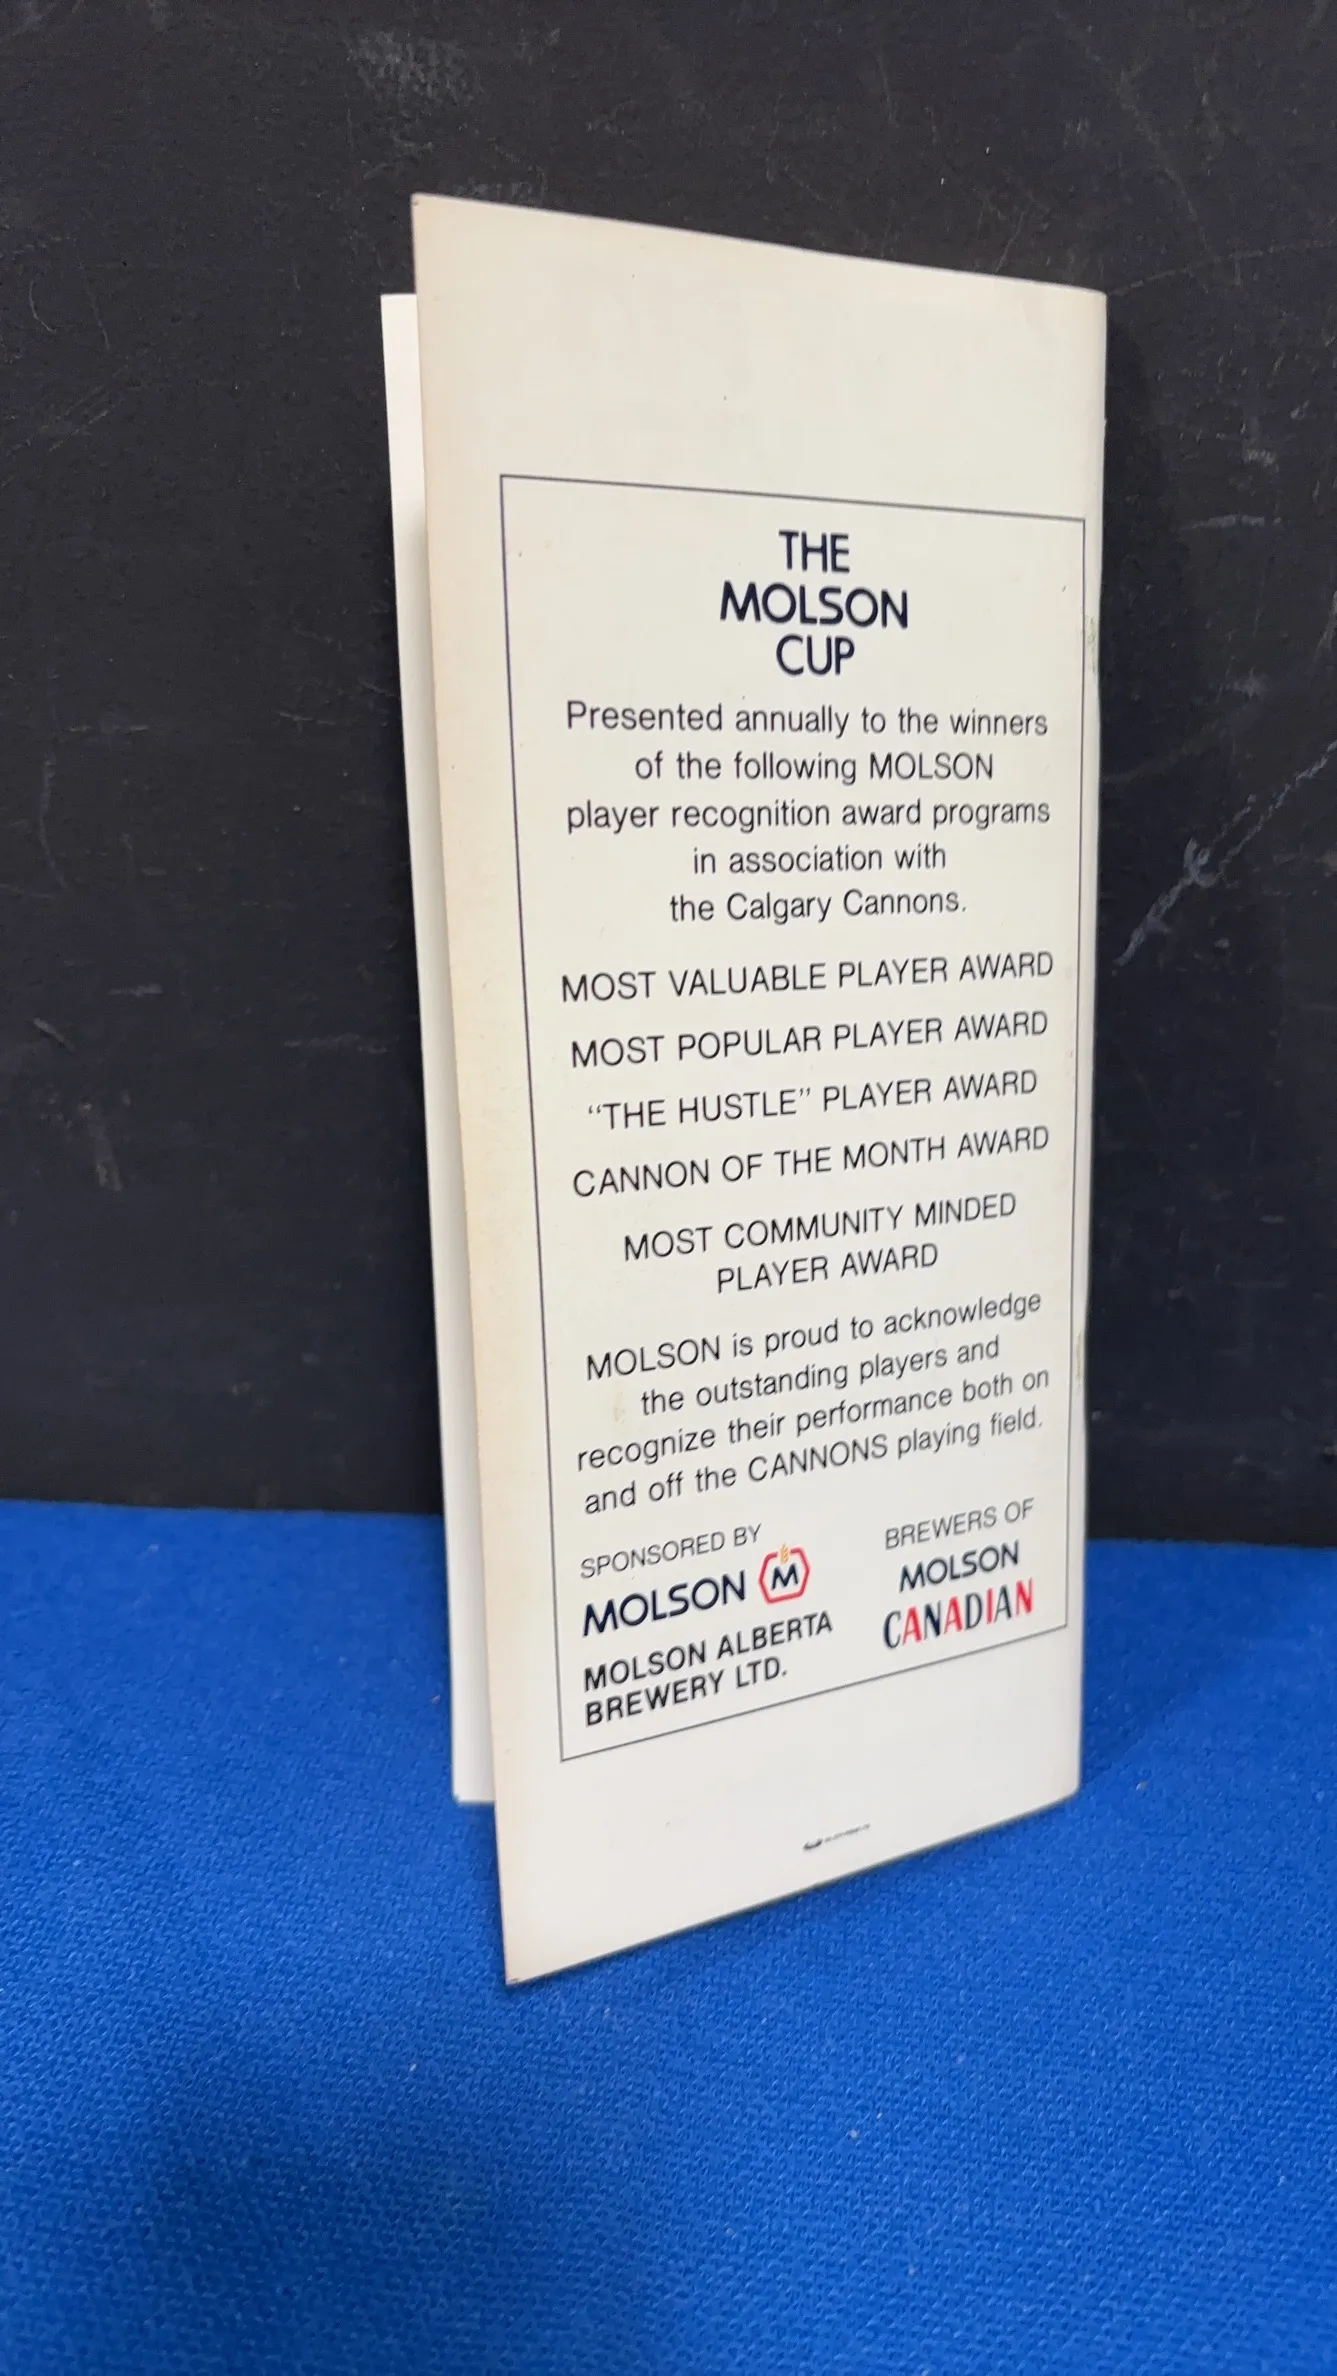 THE
MOLSON
CUP
Presented annually to the winners
of the following MOLSON
player recognition award programs
in association with
the Calgary Cannons.
MOST VALUABLE PLAYER AWARD
MOST POPULAR PLAYER AWARD
“THE HUSTLE” PLAYER AWARD
CANNON OF THE MONTH AWARD
MOST COMMUNITY MINDED
PLAYER AWARD
MOLSON is proud to acknowledge
the outstanding players and
recognize their performance both on
and off the CANNONS playing field.
SPONSORED BY
MOLSON M
MOLSON ALBERTA
BREWERY LTD.
BREWERS OF
MOLSON
CANADIAN